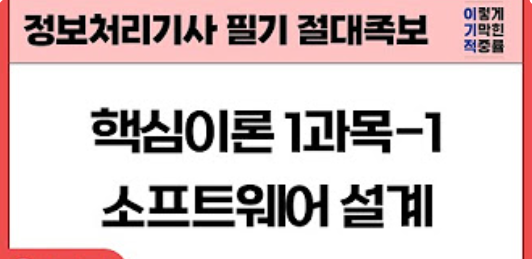 정보처리기사 필기 절대족보
이렇게
기막힌
적중률
핵심이론 1과목-1
소프트웨어 설계